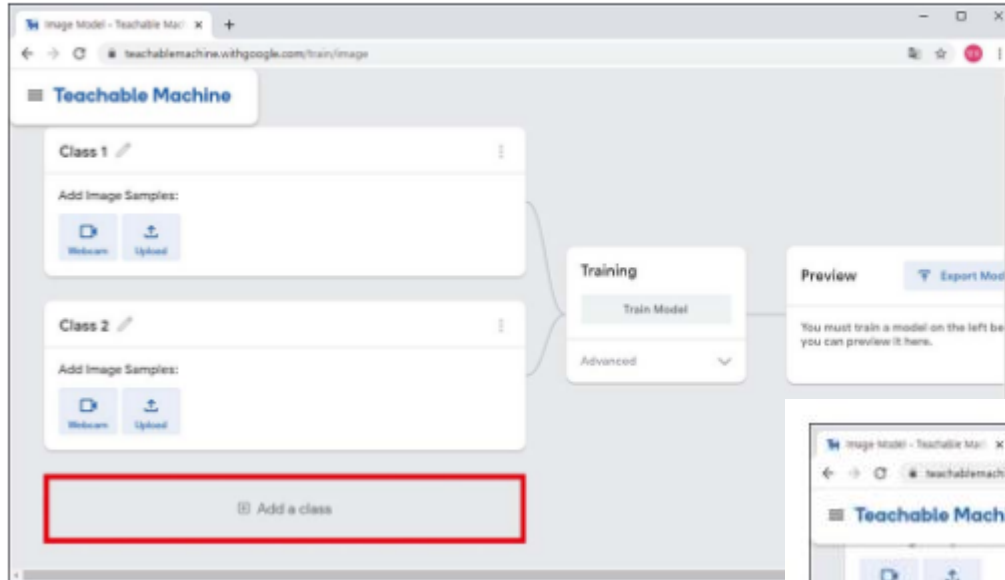 Image Model - Teachable Mac
teachablemachine.withgoogle.com/train/image
Teachable Machine
Class 1
Add Image Samples:
Webcam Upload
Class 2
Add Image Samples:
Webcam Upload
Add a class
Training
Train Model
Advanced
Preview Export Mod
You must train a model on the left be
you can preview it here.
Image Model - Teachable Mac
teachablemach
Teachable Mach